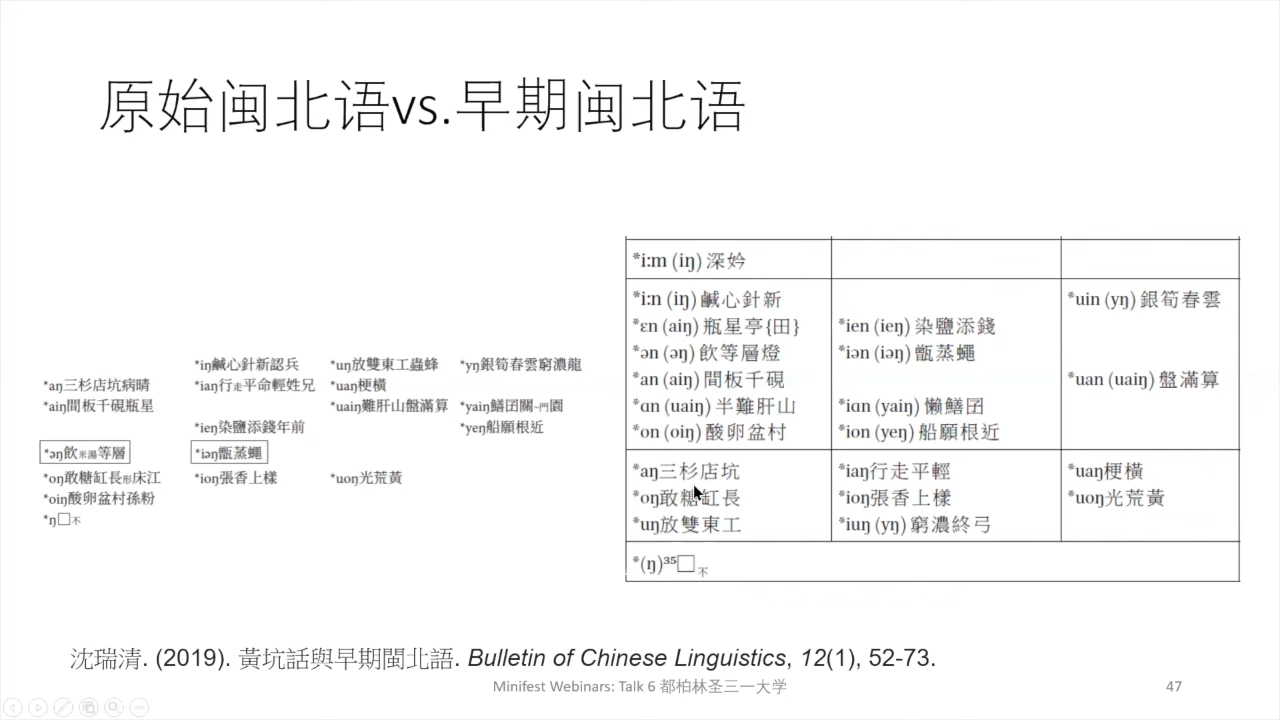 原始闽北语vs.早期闽北语
*iŋ鹹心針新認兵 *uŋ放雙東工蟲蜂 *yŋ銀筍春雲窮濃龍
*aŋ三杉店坑病晴 *iaŋ行走平命輕姓兄 *uaŋ梗橫
*aiŋ間板千硯瓶星 *uaiŋ難肝山盤滿算 *yaiŋ鱔囝關~門園
*ieŋ染鹽添錢年前 *yeŋ船願根近
*əŋ飲米湯等層 *iəŋ甑蒸蠅
*oŋ敢糖缸長形床江 *ioŋ張香上樣 *uoŋ光荒黃
*oiŋ酸卵盆村孫粉
*ŋ□不
*i:m (iŋ) 深妗
*i:n (iŋ) 鹹心針新 *uin (yŋ) 銀筍春雲
*ɛn (aiŋ) 瓶星亭{田} *ien (ieŋ) 染鹽添錢
*ən (əŋ) 飲等層燈 *iən (iəŋ) 甑蒸蠅
*an (aiŋ) 間板千硯 *uan (uaiŋ) 盤滿算
*ɑn (uaiŋ) 半難肝山 *iɑn (yaiŋ) 懶鱔囝
*on (oiŋ) 酸卵盆村 *ion (yeŋ) 船願根近
*aŋ三杉店坑 *iaŋ行走平輕 *uaŋ梗橫
*oŋ敢糖缸長 *ioŋ張香上樣 *uoŋ光荒黃
*uŋ放雙東工 *iuŋ (yŋ) 窮濃終弓
*(ŋ)³⁵□不
沈瑞清. (2019). 黃坑話與早期閩北語. Bulletin of Chinese Linguistics, 12(1), 52-73.
Minifest Webinars: Talk 6 都柏林圣三一大学 47